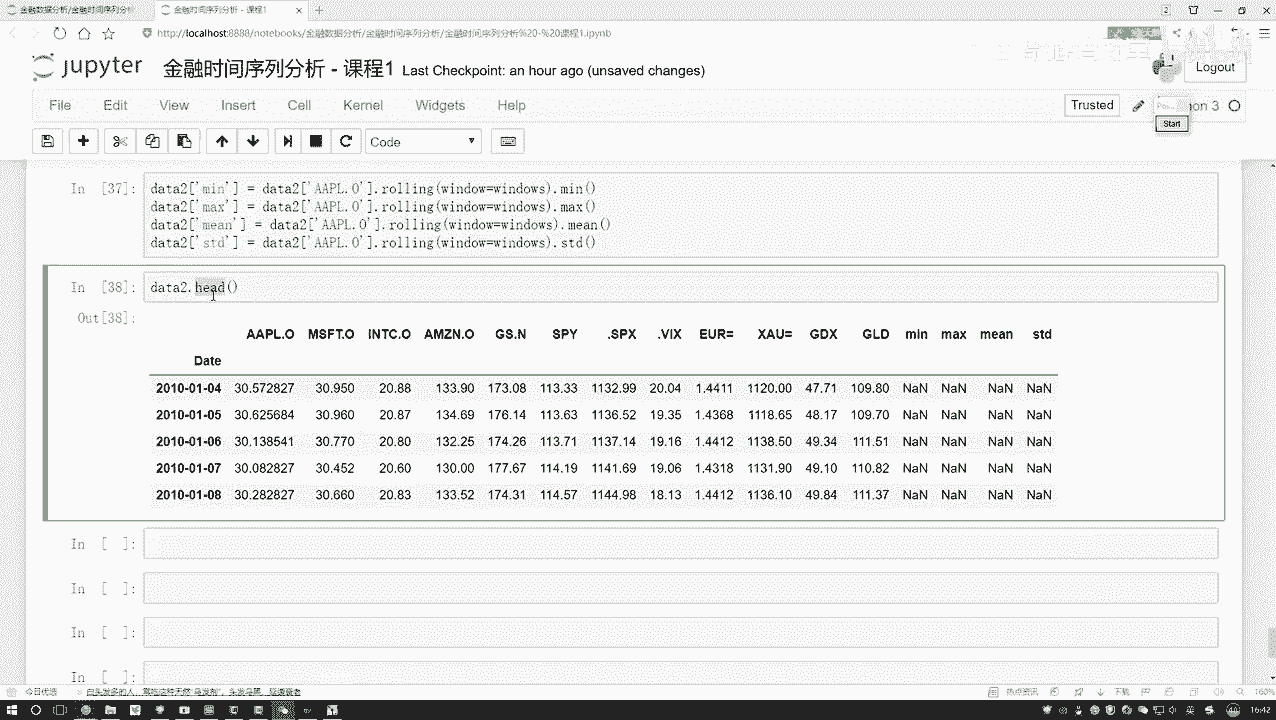 金融数据分析/金融时间序列分析
金融时间序列分析 - 课程1
http://localhost:8888/notebooks/金融数据分析/金融时间序列分析/金融时间序列分析%20-%20课程1.ipynb
jupyter 金融时间序列分析 - 课程1 Last Checkpoint: an hour ago (unsaved changes)
Logout
File Edit View Insert Cell Kernel Widgets Help
Trusted
on 3
Start
Code
In [37]:
data2['min'] = data2['AAPL.O'].rolling(window=windows).min()
data2['max'] = data2['AAPL.O'].rolling(window=windows).max()
data2['mean'] = data2['AAPL.O'].rolling(window=windows).mean()
data2['std'] = data2['AAPL.O'].rolling(window=windows).std()
In [38]: data2.head()
Out[38]:
AAPL.O MSFT.O INTC.O AMZN.O GS.N SPY .SPX .VIX EUR= XAU= GDX GLD min max mean std
Date
2010-01-04 30.572827 30.950 20.88 133.90 173.08 113.33 1132.99 20.04 1.4411 1120.00 47.71 109.80 NaN NaN NaN NaN
2010-01-05 30.625684 30.960 20.87 134.69 176.14 113.63 1136.52 19.35 1.4368 1118.65 48.17 109.70 NaN NaN NaN NaN
2010-01-06 30.138541 30.770 20.80 132.25 174.26 113.71 1137.14 19.16 1.4412 1138.50 49.34 111.51 NaN NaN NaN NaN
2010-01-07 30.082827 30.452 20.60 130.00 177.67 114.19 1141.69 19.06 1.4318 1131.90 49.10 110.82 NaN NaN NaN NaN
2010-01-08 30.282827 30.660 20.83 133.52 174.31 114.57 1144.98 18.13 1.4412 1136.10 49.84 111.37 NaN NaN NaN NaN
In [ ]:
In [ ]:
In [ ]:
In [ ]:
今日优选
热点资讯
下载
160%
16:42